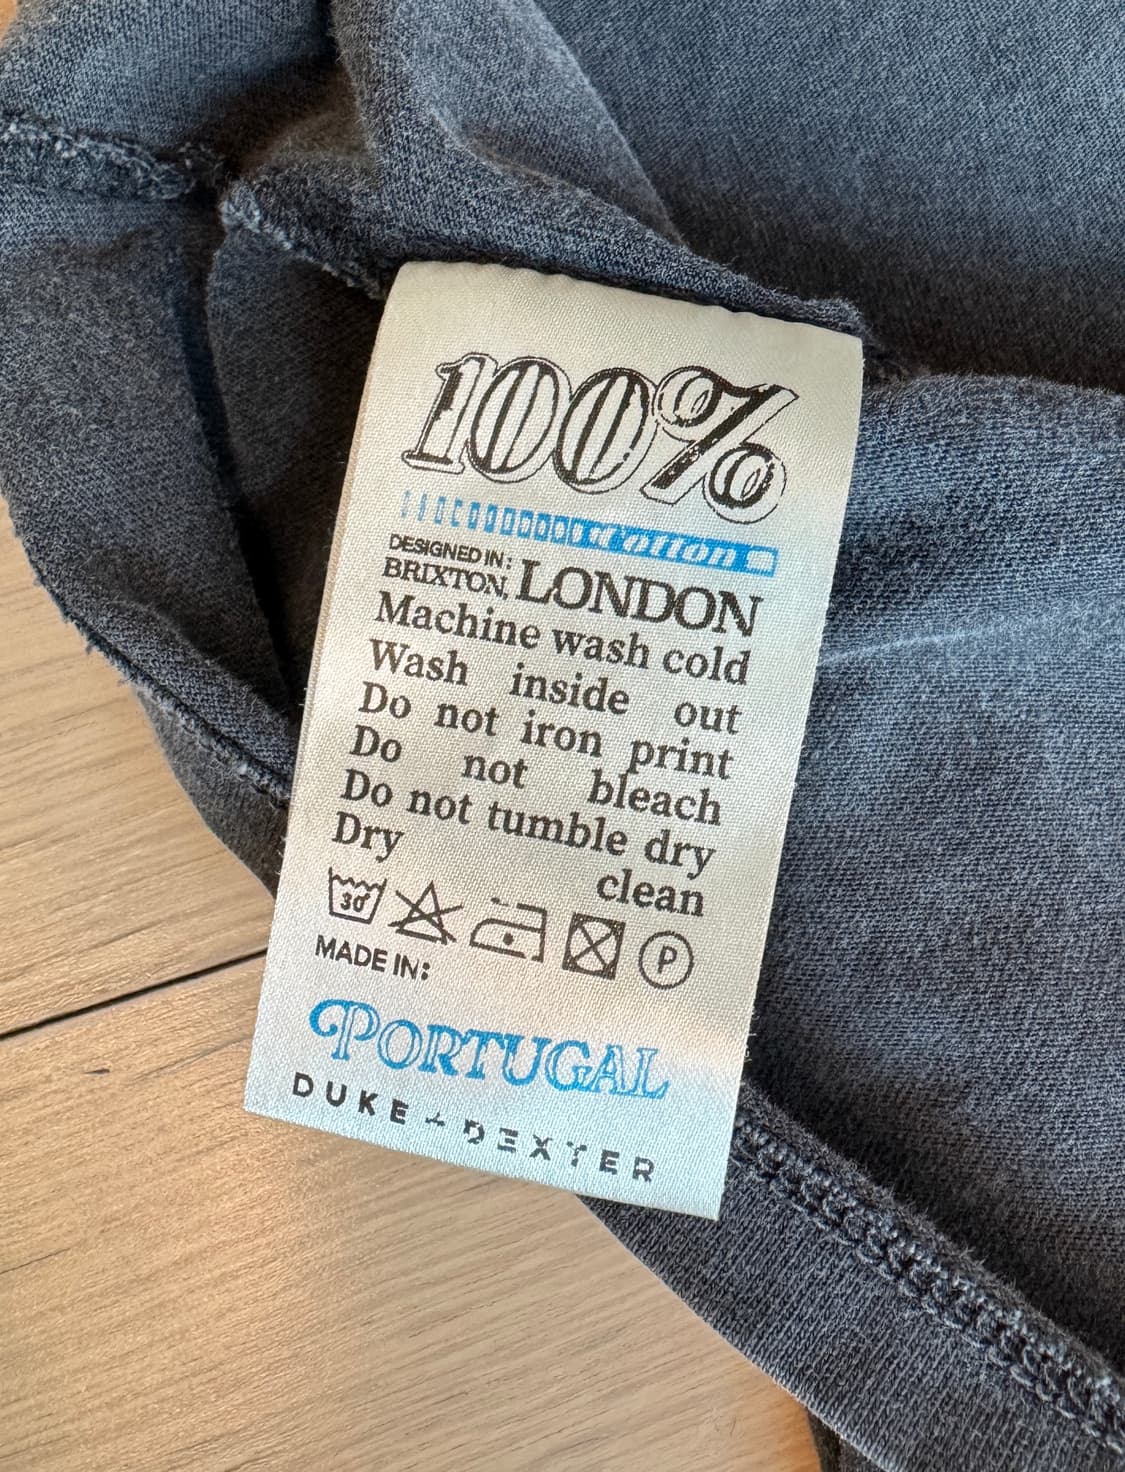 100%
Cotton
DESIGNED IN:
BRIXTON, LONDON
Machine wash cold
Wash inside out
Do not iron print
Do not bleach
Do not tumble dry
Dry clean
30°
P
MADE IN:
PORTUGAL
DUKE + DEXTER